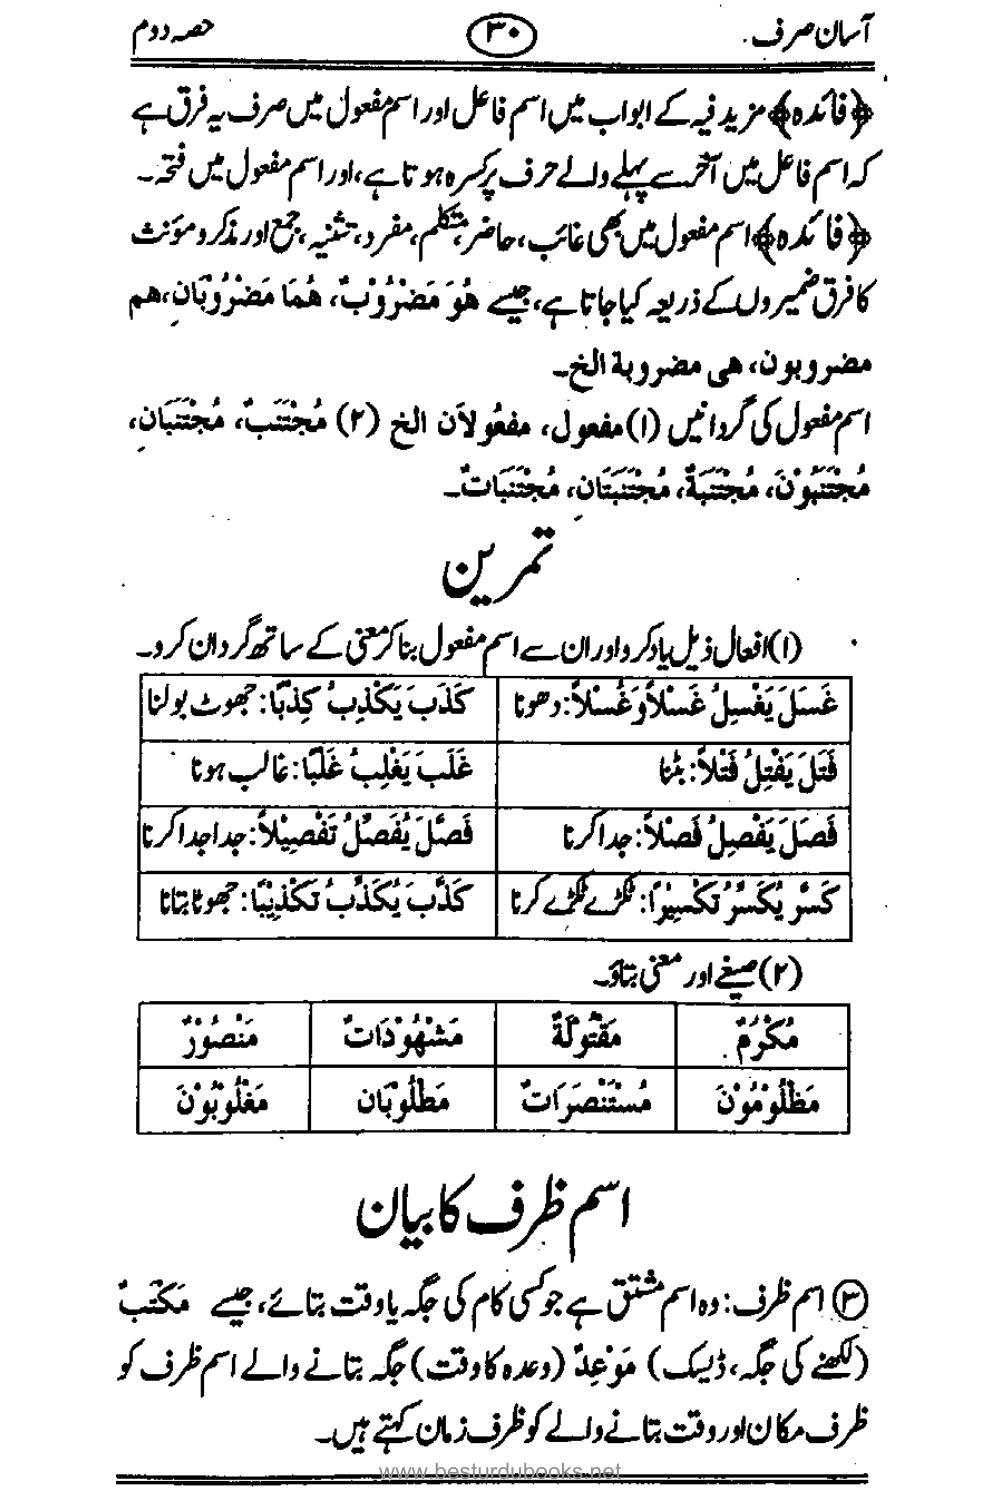 آسان صرف
۳۰
حصہ دوم
﴿فائدہ﴾ مزید فیہ کے ابواب میں اسم فاعل اور اسم مفعول میں صرف یہ فرق ہے
کہ اسم فاعل میں آخر سے پہلے والے حرف پر کسرہ ہوتا ہے، اور اسم مفعول میں فتحہ۔
﴿فائدہ﴾ اسم مفعول میں بھی غائب، حاضر، متکلم، مفرد، تثنیہ، جمع اور مذکر و مؤنث
کا فرق ضمیروں کے ذریعہ کیا جاتا ہے، جیسے هُوَ مَضْرُوْبٌ، هُمَا مَضْرُوْبَانِ، هم
مضروبون، هی مضروبة الخ۔
اسم مفعول کی گردانیں (۱) مفعول، مفعُولاَن الخ (۲) مُجْتَنَبٌ، مُجْتَنَبَانِ،
مُجْتَنَبُوْنَ، مُجْتَنَبَةٌ، مُجْتَنَبَتَانِ، مُجْتَنَبَاتٌ۔
تمرین
(۱) افعال ذیل یاد کرو اور ان سے اسم مفعول بنا کر معنی کے ساتھ گردان کرو۔
غَسَلَ يَغْسِلُ غَسْلاً وَغُسْلاً: دھونا
كَذَبَ يَكْذِبُ كِذْبًا: جھوٹ بولنا
فَتَلَ يَفْتِلُ فَتْلاً: بٹنا
غَلَبَ يَغْلِبُ غَلَبًا: غالب ہونا
فَصَلَ يَفْصِلُ فَصْلاً: جدا کرنا
فَصَّلَ يُفَصِّلُ تَفْصِيْلاً: جدا جدا کرنا
كَسَّرَ يُكَسِّرُ تَكْسِيْرًا: ٹکڑے ٹکڑے کرنا
كَذَّبَ يُكَذِّبُ تَكْذِيْبًا: جھوٹا بتانا
(۲) صیغے اور معنی بتاؤ۔
مُكْرَمٌ
مَقْتُوْلَةٌ
مَشْهُوْدَاتٌ
مَنْصُوْرٌ
مَظْلُوْمُوْنَ
مُسْتَنْصَرَاتٌ
مَطْلُوْبَان
مَغْلُوْبُوْنَ
اسم ظرف کا بیان
۳ اسم ظرف: وہ اسم مشتق ہے جو کسی کام کی جگہ یا وقت بتائے، جیسے مَكْتَبٌ
(لکھنے کی جگہ، ڈیسک) مَوْعِدٌ (وعدہ کا وقت) جگہ بتانے والے اسم ظرف کو
ظرف مکان اور وقت بتانے والے کو ظرف زمان کہتے ہیں۔
www.besturdubooks.net